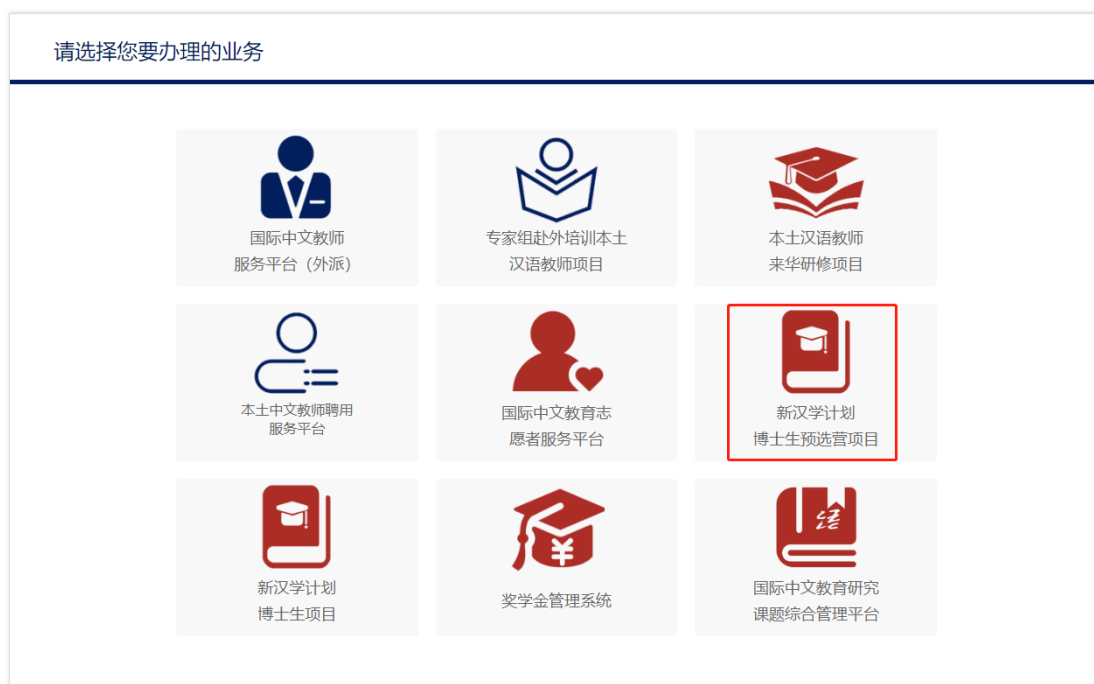 请选择您要办理的业务
国际中文教师
服务平台（外派）
专家组赴外培训本土
汉语教师项目
本土汉语教师
来华研修项目
本土中文教师聘用
服务平台
国际中文教育志
愿者服务平台
新汉学计划
博士生预选营项目
新汉学计划
博士生项目
¥
奖学金管理系统
语
国际中文教育研究
课题综合管理平台